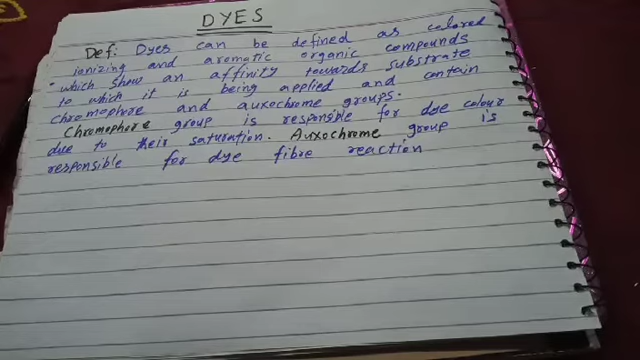 DYES
Def: Dyes can be defined as colored
ionizing and aromatic organic compounds
which show an affinity towards substrate
to which it is being applied and contain
chromophore and auxochrome groups.
Chromophore group is responsible for dye colour
due to their saturation. Auxochrome group is
responsible for dye fibre reaction